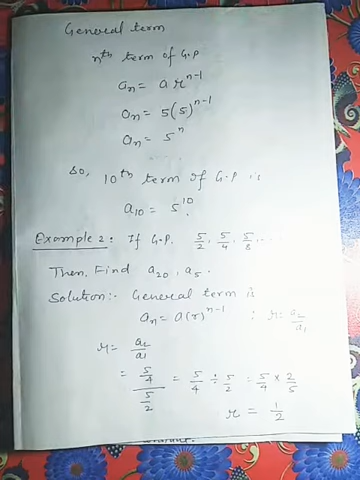 General term
nth term of G.P
aₙ = a r^(n-1)
aₙ = 5(5)^(n-1)
aₙ = 5^n
So, 10th term of G.P is
a₁₀ = 5^10.
Example 2: If G.P. 5/2, 5/4, 5/8, ...
Then, Find a₂₀, a₅.
Solution:- General term is
aₙ = a(r)^(n-1) : r = a₂/a₁
r = a₂/a₁
= (5/4)/(5/2) = 5/4 ÷ 5/2 = 5/4 × 2/5
r = 1/2